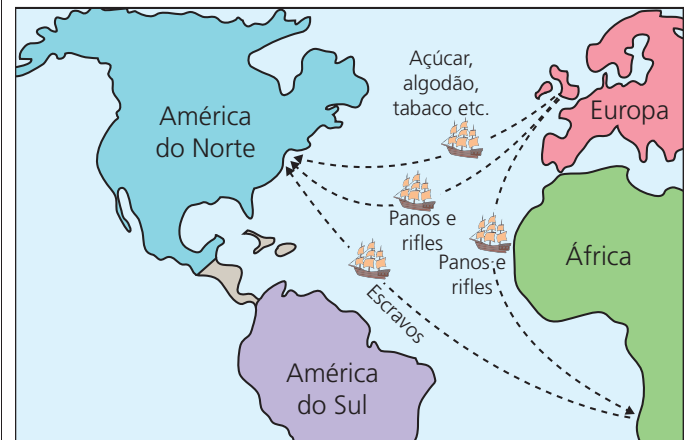 Açúcar,
algodão,
tabaco etc.
América
do Norte
Europa
Panos e
rifles
Panos e
rifles
África
Escravos
América
do Sul